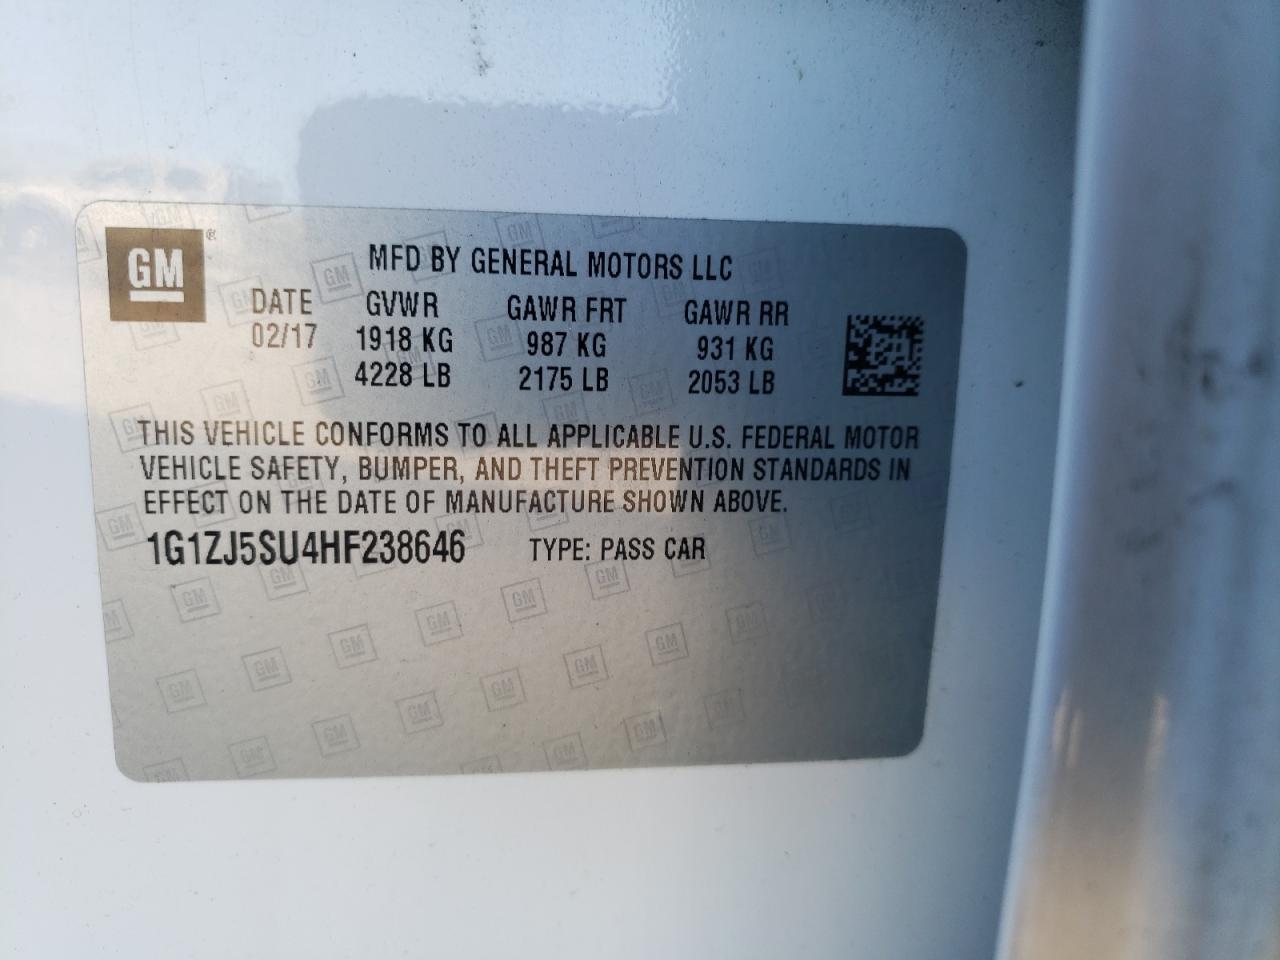 GM ®
MFD BY GENERAL MOTORS LLC
DATE GVWR GAWR FRT GAWR RR
02/17 1918 KG 987 KG 931 KG
4228 LB 2175 LB 2053 LB
THIS VEHICLE CONFORMS TO ALL APPLICABLE U.S. FEDERAL MOTOR
VEHICLE SAFETY, BUMPER, AND THEFT PREVENTION STANDARDS IN
EFFECT ON THE DATE OF MANUFACTURE SHOWN ABOVE.
1G1ZJ5SU4HF238646 TYPE: PASS CAR